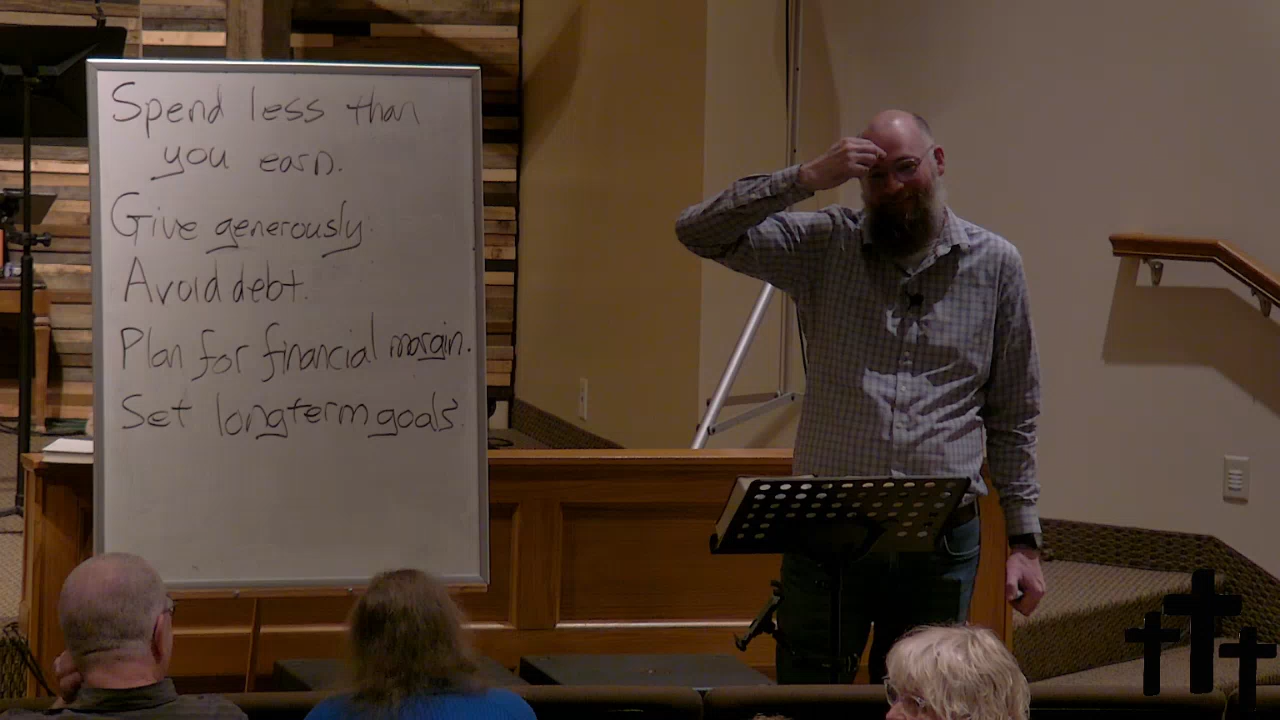 Spend less than
you earn.
Give generously.
Avoid debt.
Plan for financial margin.
Set longterm goals.